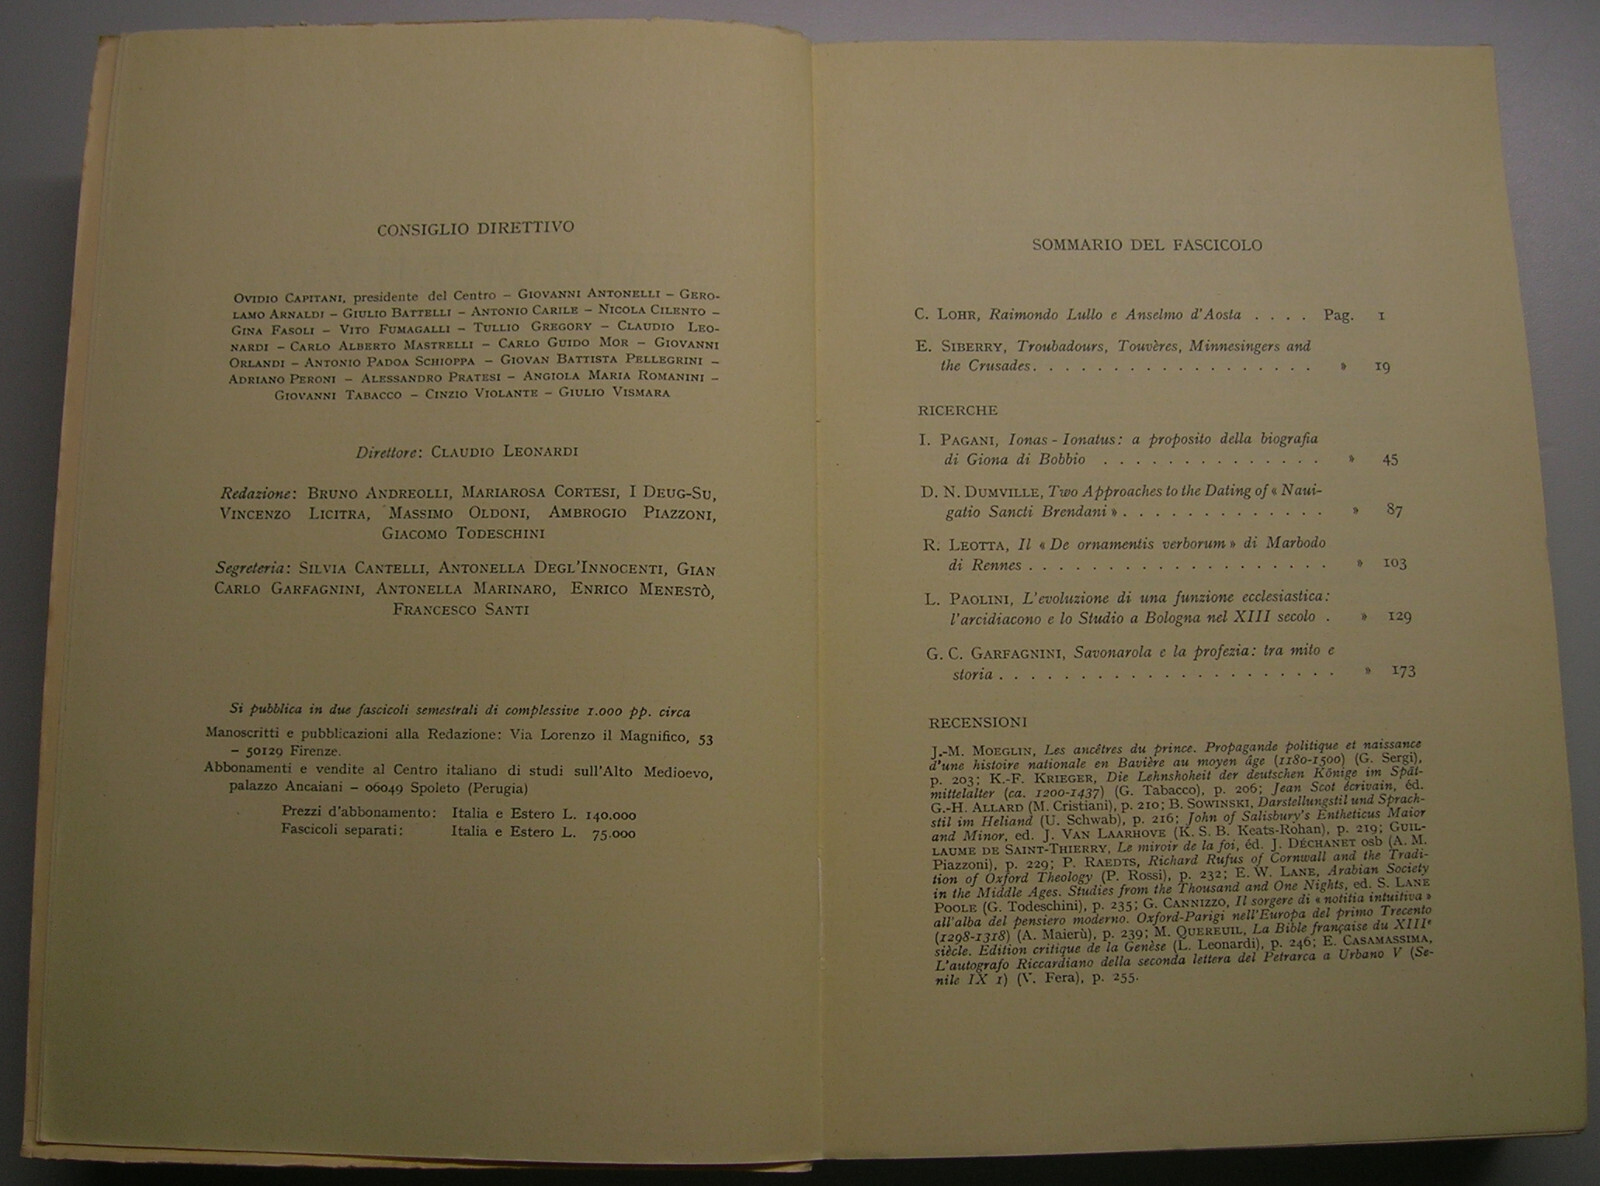 CONSIGLIO DIRETTIVO
OVIDIO CAPITANI, presidente del Centro – GIOVANNI ANTONELLI – GERO-
LAMO ARNALDI – GIULIO BATTELLI – ANTONIO CARILE – NICOLA CILENTO –
GINA FASOLI – VITO FUMAGALLI – TULLIO GREGORY – CLAUDIO LEO-
NARDI – CARLO ALBERTO MASTRELLI – CARLO GUIDO MOR – GIOVANNI
ORLANDI – ANTONIO PADOA SCHIOPPA – GIOVAN BATTISTA PELLEGRINI –
ADRIANO PERONI – ALESSANDRO PRATESI – ANGIOLA MARIA ROMANINI –
GIOVANNI TABACCO – CINZIO VIOLANTE – GIULIO VISMARA
Direttore: CLAUDIO LEONARDI
Redazione: BRUNO ANDREOLLI, MARIAROSA CORTESI, I DEUG-SU,
VINCENZO LICITRA, MASSIMO OLDONI, AMBROGIO PIAZZONI,
GIACOMO TODESCHINI
Segreteria: SILVIA CANTELLI, ANTONELLA DEGL'INNOCENTI, GIAN
CARLO GARFAGNINI, ANTONELLA MARINARO, ENRICO MENESTÒ,
FRANCESCO SANTI
Si pubblica in due fascicoli semestrali di complessive 1.000 pp. circa
Manoscritti e pubblicazioni alla Redazione: Via Lorenzo il Magnifico, 53
– 50129 Firenze.
Abbonamenti e vendite al Centro italiano di studi sull'Alto Medioevo,
palazzo Ancaiani – 06049 Spoleto (Perugia)
Prezzi d'abbonamento: Italia e Estero L. 140.000
Fascicoli separati: Italia e Estero L. 75.000
SOMMARIO DEL FASCICOLO
C. LOHR, Raimondo Lullo e Anselmo d'Aosta . . . . Pag. 1
E. SIBERRY, Troubadours, Touvères, Minnesingers and
the Crusades . . . . . . . . . . . . . . . . . . » 19
RICERCHE
I. PAGANI, Ionas - Ionatus: a proposito della biografia
di Giona di Bobbio . . . . . . . . . . . . . . » 45
D. N. DUMVILLE, Two Approaches to the Dating of « Naui-
gatio Sancti Brendani » . . . . . . . . . . . . . » 87
R. LEOTTA, Il « De ornamentis verborum » di Marbodo
di Rennes . . . . . . . . . . . . . . . . . . . » 103
L. PAOLINI, L'evoluzione di una funzione ecclesiastica:
l'arcidiacono e lo Studio a Bologna nel XIII secolo . » 129
G. C. GARFAGNINI, Savonarola e la profezia: tra mito e
storia . . . . . . . . . . . . . . . . . . . . . . » 173
RECENSIONI
J.-M. MOEGLIN, Les ancêtres du prince. Propagande politique et naissance
d'une histoire nationale en Bavière au moyen âge (1180-1500) (G. Sergi),
p. 203; K.-F. KRIEGER, Die Lehnshoheit der deutschen Könige im Spät-
mittelalter (ca. 1200-1437) (G. Tabacco), p. 206; Jean Scot écrivain, éd.
G.-H. ALLARD (M. Cristiani), p. 210; B. SOWINSKI, Darstellungstil und Sprach-
stil im Heliand (U. Schwab), p. 216; John of Salisbury's Entheticus Maior
and Minor, ed. J. VAN LAARHOVE (K. S. B. Keats-Rohan), p. 219; GUIL-
LAUME DE SAINT-THIERRY, Le miroir de la foi, éd. J. DÉCHANET osb (A. M.
Piazzoni), p. 229; P. RAEDTS, Richard Rufus of Cornwall and the Tradi-
tion of Oxford Theology (P. Rossi), p. 232; E. W. LANE, Arabian Society
in the Middle Ages. Studies from the Thousand and One Nights, ed. S. LANE
POOLE (G. Todeschini), p. 235; G. CANNIZZO, Il sorgere di « notitia intuitiva »
all'alba del pensiero moderno. Oxford-Parigi nell'Europa del primo Trecento
(1298-1318) (A. Maierù), p. 239; M. QUEREUIL, La Bible française du XIIIe
siècle. Edition critique de la Genèse (L. Leonardi), p. 246; E. CASAMASSIMA,
L'autografo Riccardiano della seconda lettera del Petrarca a Urbano V (Se-
nile IX 1) (V. Fera), p. 255.